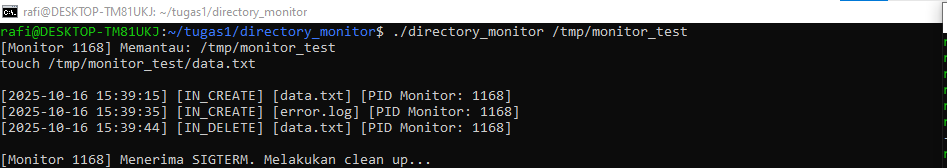 rafi@DESKTOP-TM81UKJ: ~/tugas1/directory_monitor
rafi@DESKTOP-TM81UKJ:~/tugas1/directory_monitor$ ./directory_monitor /tmp/monitor_test
[Monitor 1168] Memantau: /tmp/monitor_test
touch /tmp/monitor_test/data.txt
[2025-10-16 15:39:15] [IN_CREATE] [data.txt] [PID Monitor: 1168]
[2025-10-16 15:39:35] [IN_CREATE] [error.log] [PID Monitor: 1168]
[2025-10-16 15:39:44] [IN_DELETE] [data.txt] [PID Monitor: 1168]
[Monitor 1168] Menerima SIGTERM. Melakukan clean up...